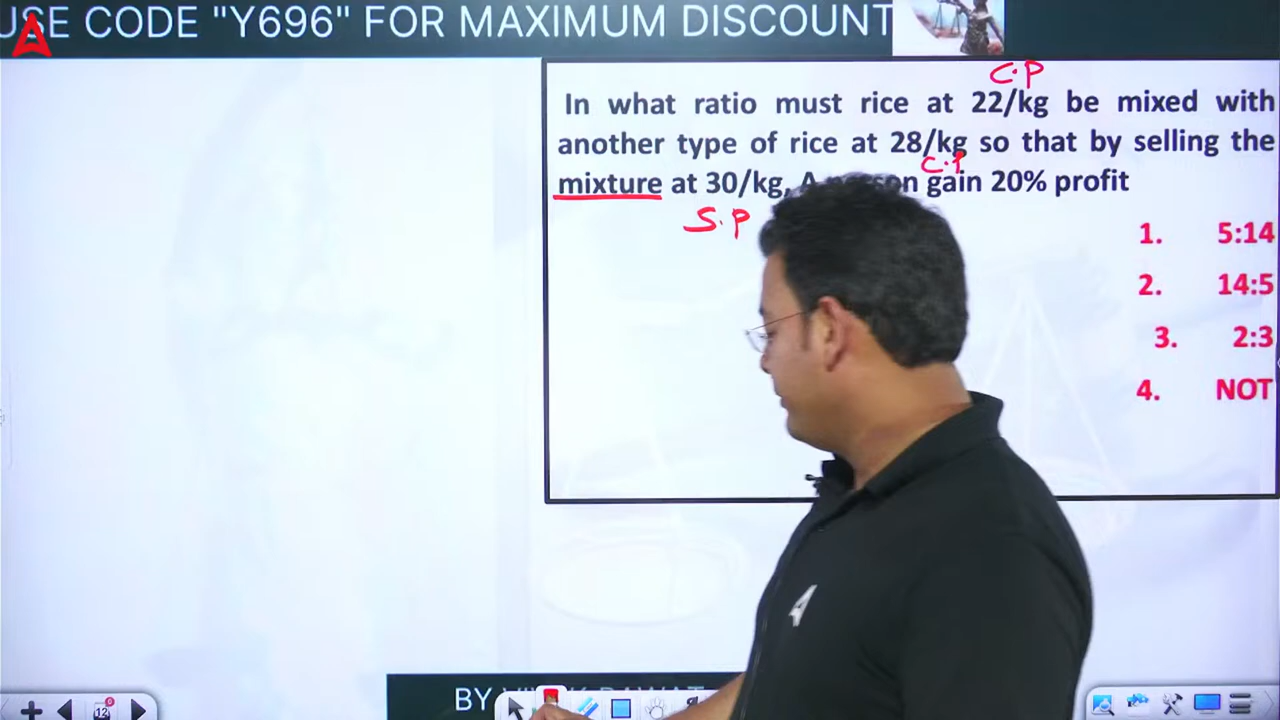 USE CODE "Y696" FOR MAXIMUM DISCOUNT
C.P
In what ratio must rice at 22/kg be mixed with
another type of rice at 28/kg so that by selling the
C.P
mixture at 30/kg, A person gain 20% profit
S.P
1. 5:14
2. 14:5
3. 2:3
4. NOT
BY
12